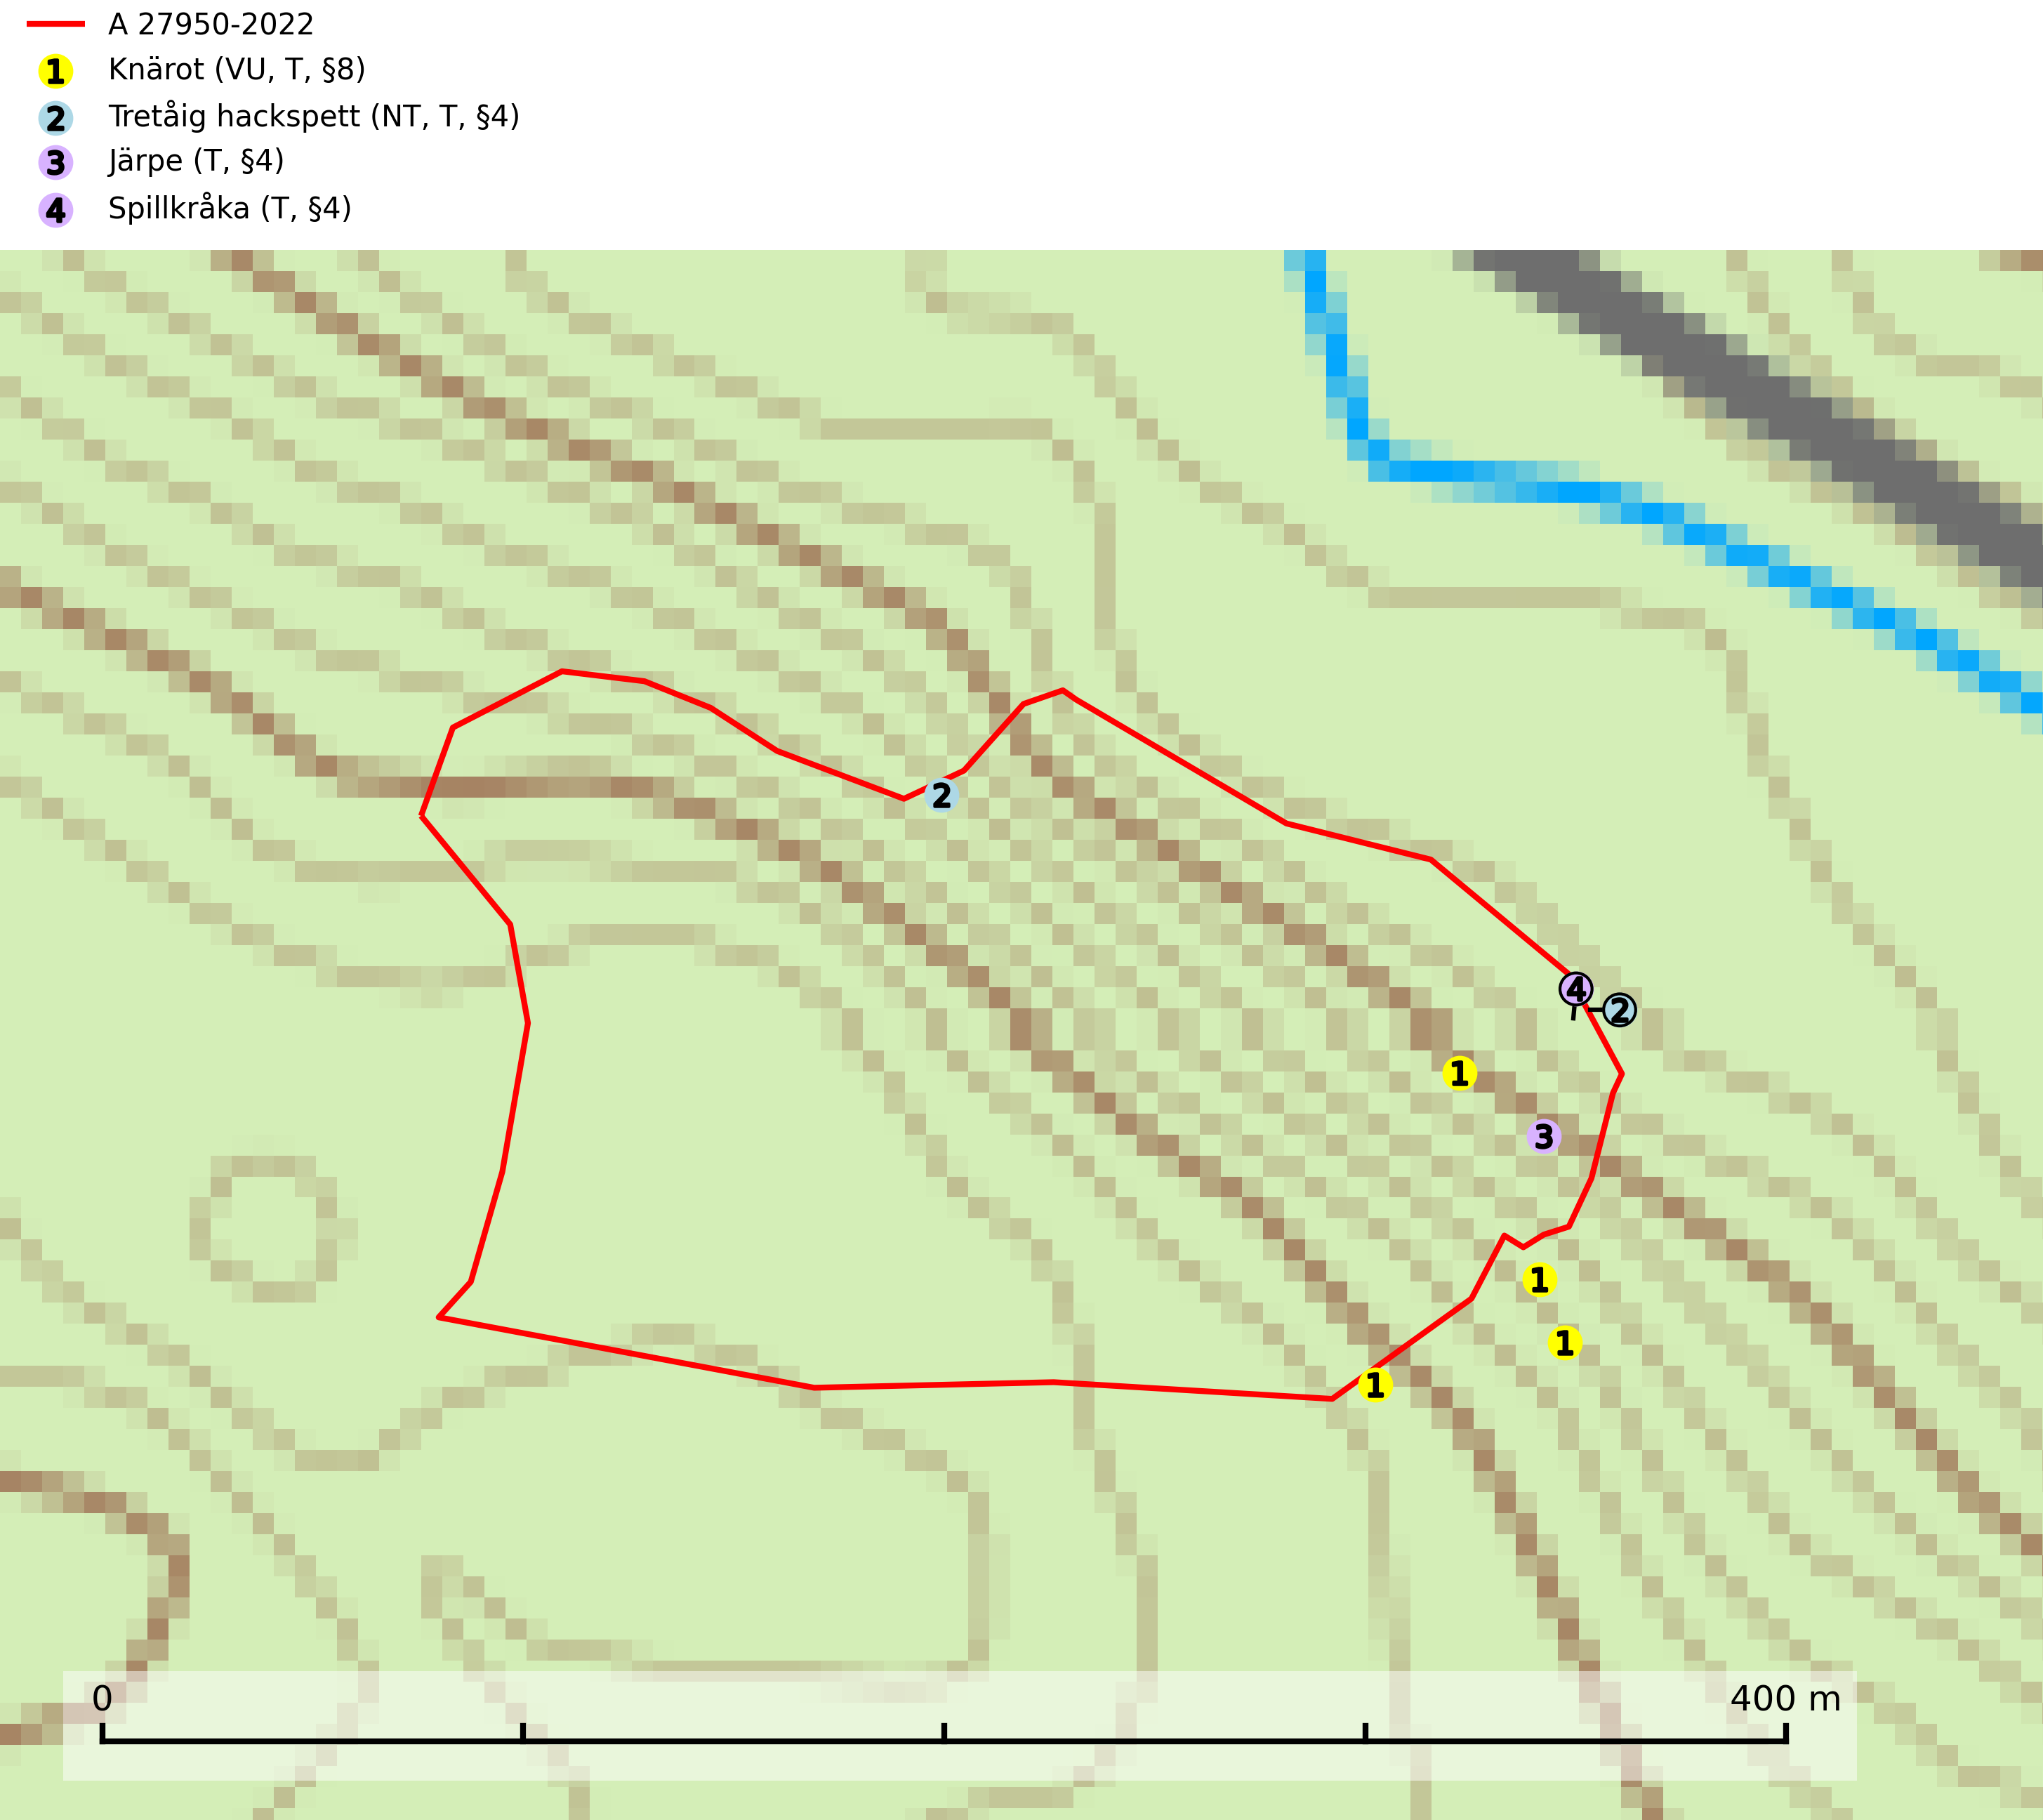 A 27950-2022
1 Knärot (VU, T, §8)
2 Tretåig hackspett (NT, T, §4)
3 Järpe (T, §4)
4 Spillkråka (T, §4)
2
4
2
1
3
1
1
1
0 400 m